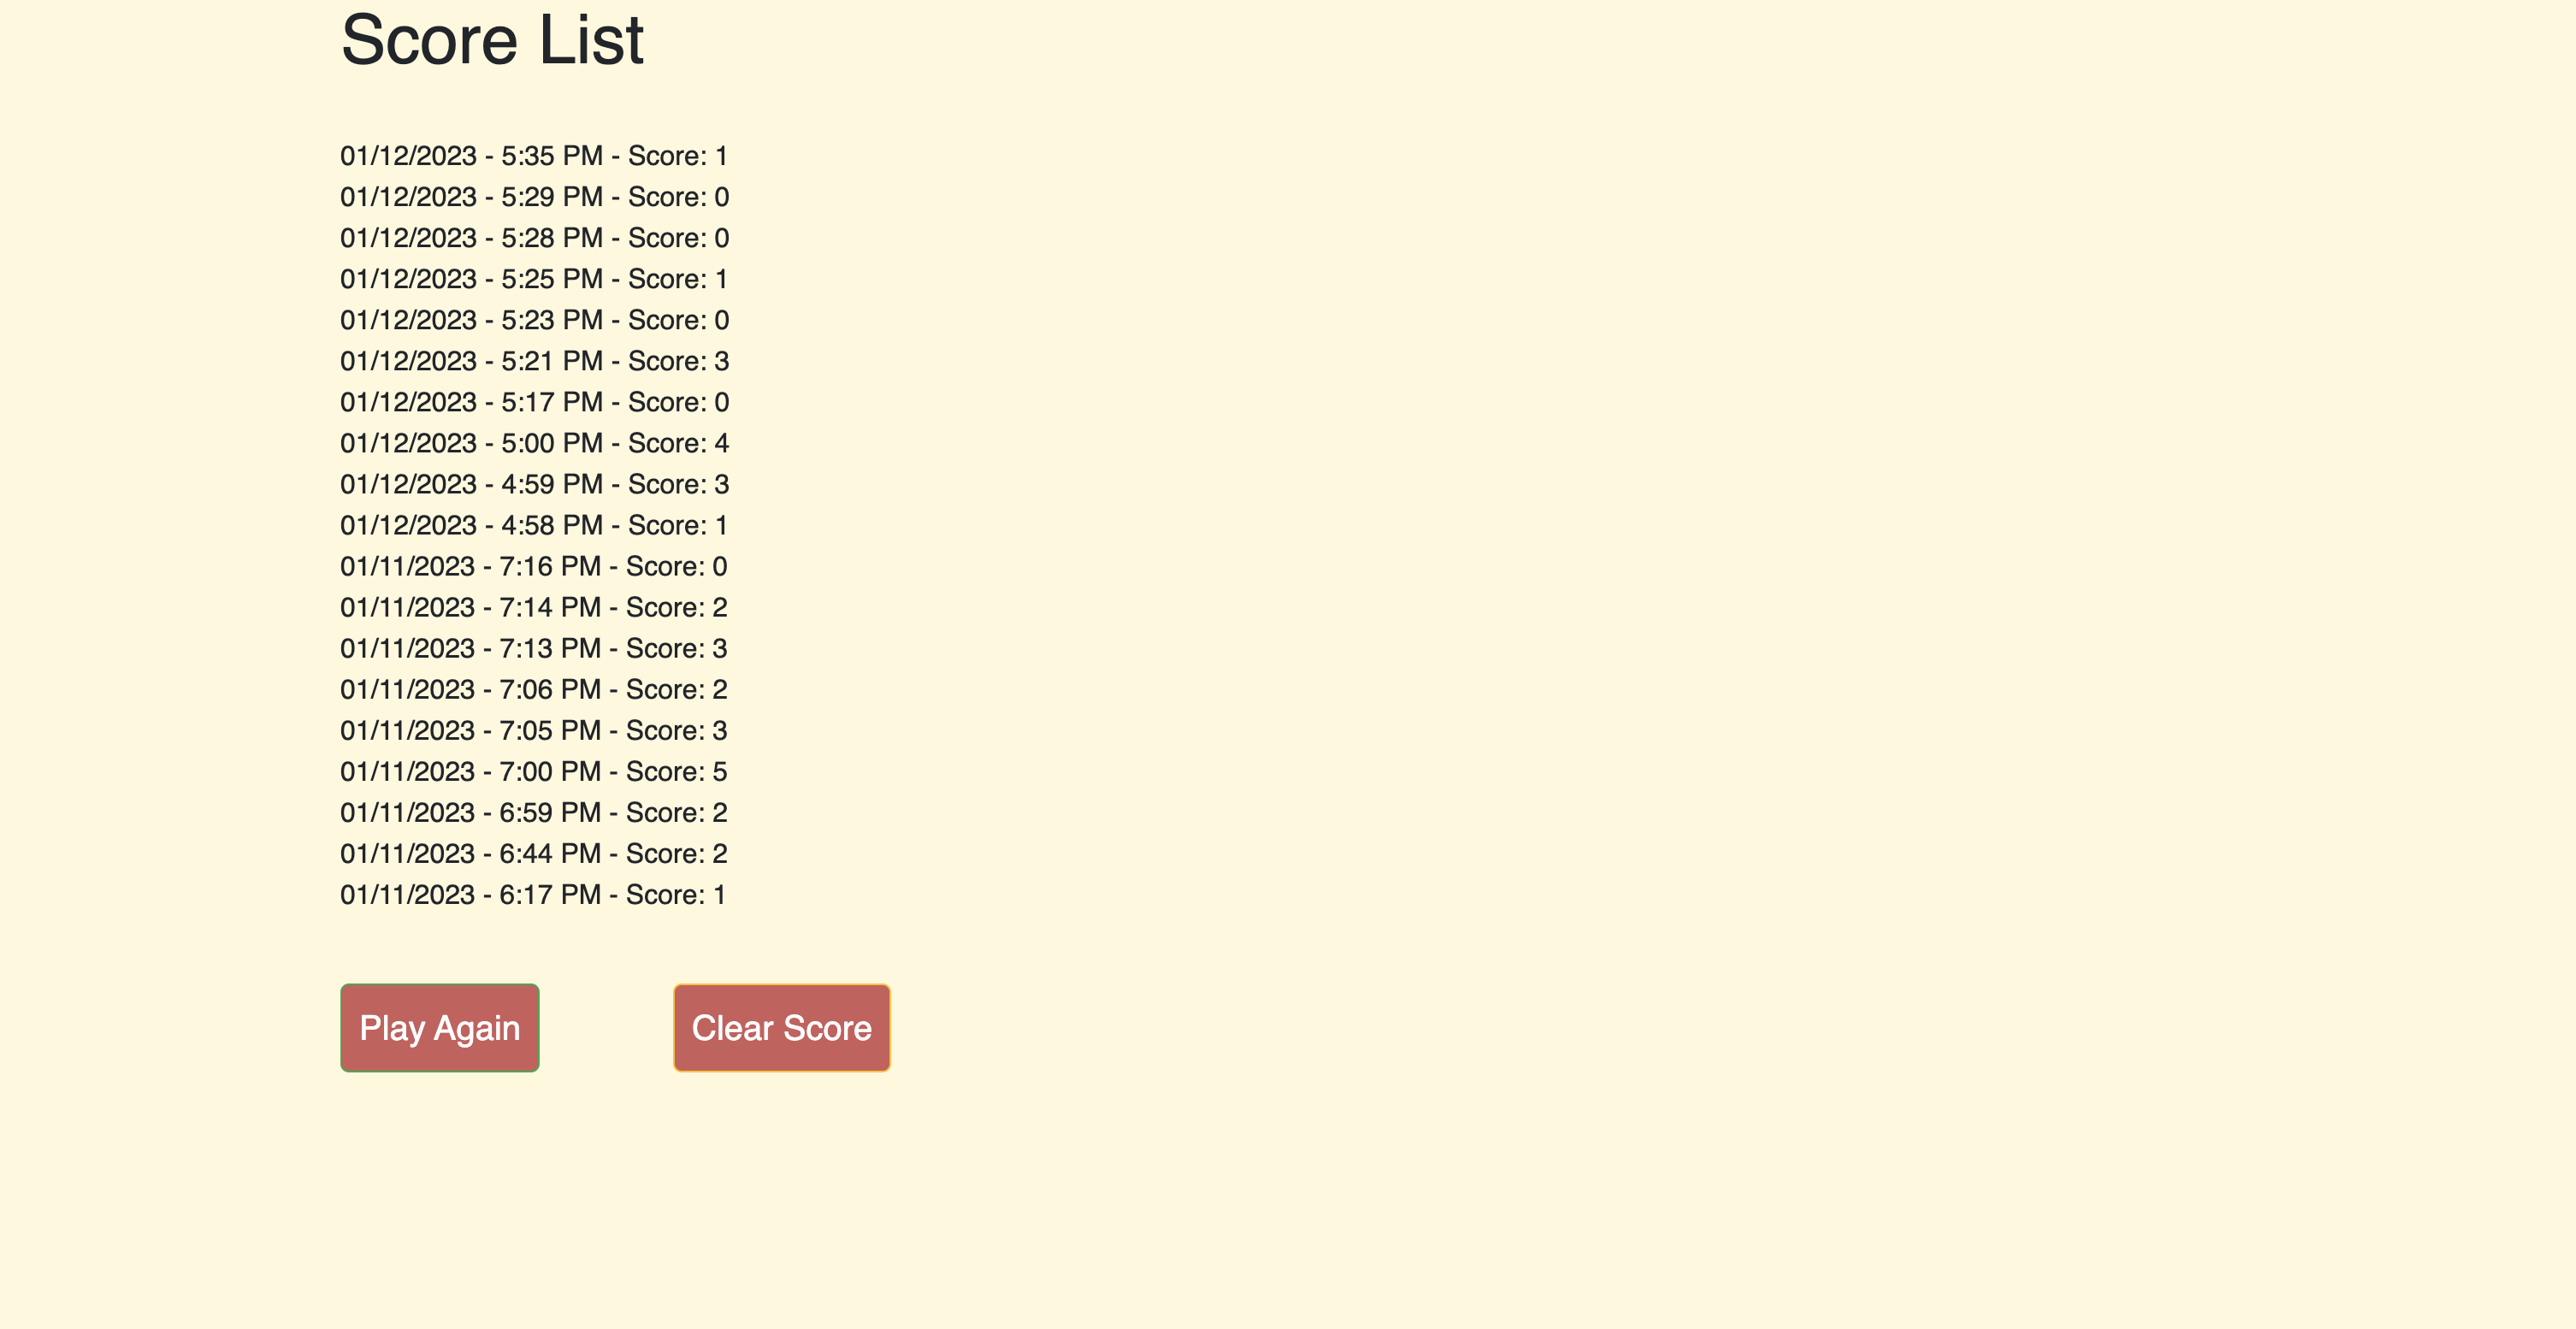 Score List
01/12/2023 - 5:35 PM - Score: 1
01/12/2023 - 5:29 PM - Score: 0
01/12/2023 - 5:28 PM - Score: 0
01/12/2023 - 5:25 PM - Score: 1
01/12/2023 - 5:23 PM - Score: 0
01/12/2023 - 5:21 PM - Score: 3
01/12/2023 - 5:17 PM - Score: 0
01/12/2023 - 5:00 PM - Score: 4
01/12/2023 - 4:59 PM - Score: 3
01/12/2023 - 4:58 PM - Score: 1
01/11/2023 - 7:16 PM - Score: 0
01/11/2023 - 7:14 PM - Score: 2
01/11/2023 - 7:13 PM - Score: 3
01/11/2023 - 7:06 PM - Score: 2
01/11/2023 - 7:05 PM - Score: 3
01/11/2023 - 7:00 PM - Score: 5
01/11/2023 - 6:59 PM - Score: 2
01/11/2023 - 6:44 PM - Score: 2
01/11/2023 - 6:17 PM - Score: 1
Play Again
Clear Score